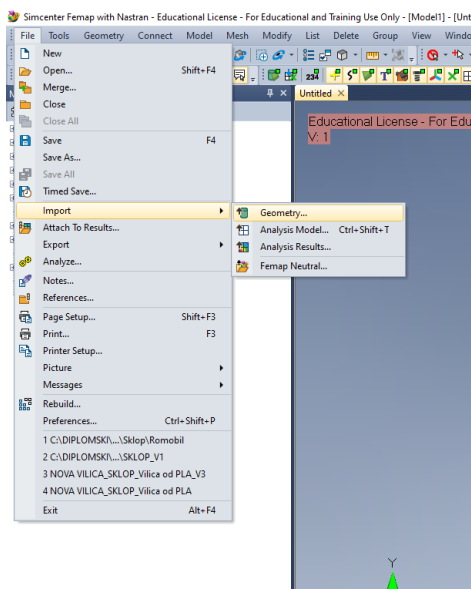 Simcenter Femap with Nastran - Educational License - For Educational and Training Use Only - [Model1] - [Unt
File Tools Geometry Connect Model Mesh Modify List Delete Group View Windo
New
Open... Shift+F4
Merge...
Close
Close All
Save F4
Save As...
Save All
Timed Save...
Import
Attach To Results...
Export
Analyze...
Notes...
References...
Page Setup... Shift+F3
Print... F3
Printer Setup...
Picture
Messages
Rebuild...
Preferences... Ctrl+Shift+P
1 C:\DIPLOMSKI\...\Sklop\Romobil
2 C:\DIPLOMSKI\...\SKLOP_V1
3 NOVA VILICA_SKLOP_Vilica od PLA_V3
4 NOVA VILICA_SKLOP_Vilica od PLA
Exit Alt+F4
Geometry...
Analysis Model... Ctrl+Shift+T
Analysis Results...
Femap Neutral...
234
Untitled
Educational License - For Edu
V: 1
Y